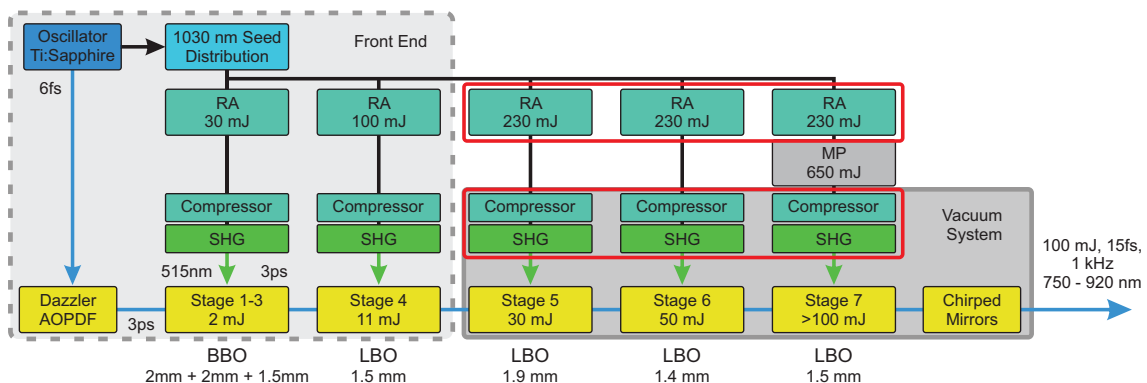 Oscillator
Ti:Sapphire
1030 nm Seed
Distribution
Front End
6fs
RA
30 mJ
RA
100 mJ
RA
230 mJ
RA
230 mJ
RA
230 mJ
MP
650 mJ
Compressor
SHG
Compressor
SHG
Compressor
SHG
Compressor
SHG
Compressor
SHG
Vacuum
System
515nm
3ps
100 mJ, 15fs,
1 kHz
750 - 920 nm
Dazzler
AOPDF
3ps
Stage 1-3
2 mJ
Stage 4
11 mJ
Stage 5
30 mJ
Stage 6
50 mJ
Stage 7
>100 mJ
Chirped
Mirrors
BBO
2mm + 2mm + 1.5mm
LBO
1.5 mm
LBO
1.9 mm
LBO
1.4 mm
LBO
1.5 mm